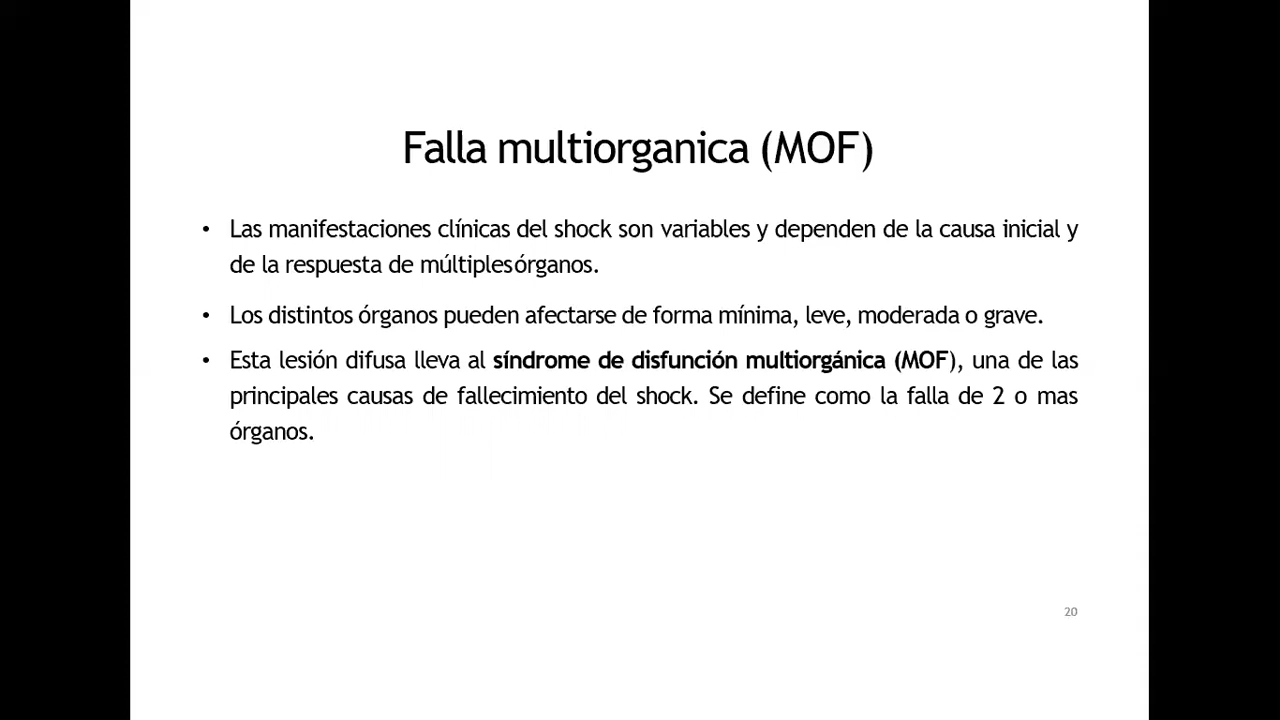 Falla multiorganica (MOF)
• Las manifestaciones clínicas del shock son variables y dependen de la causa inicial y
de la respuesta de múltiples órganos.
• Los distintos órganos pueden afectarse de forma mínima, leve, moderada o grave.
• Esta lesión difusa lleva al síndrome de disfunción multiorgánica (MOF), una de las
principales causas de fallecimiento del shock. Se define como la falla de 2 o mas
órganos.
20